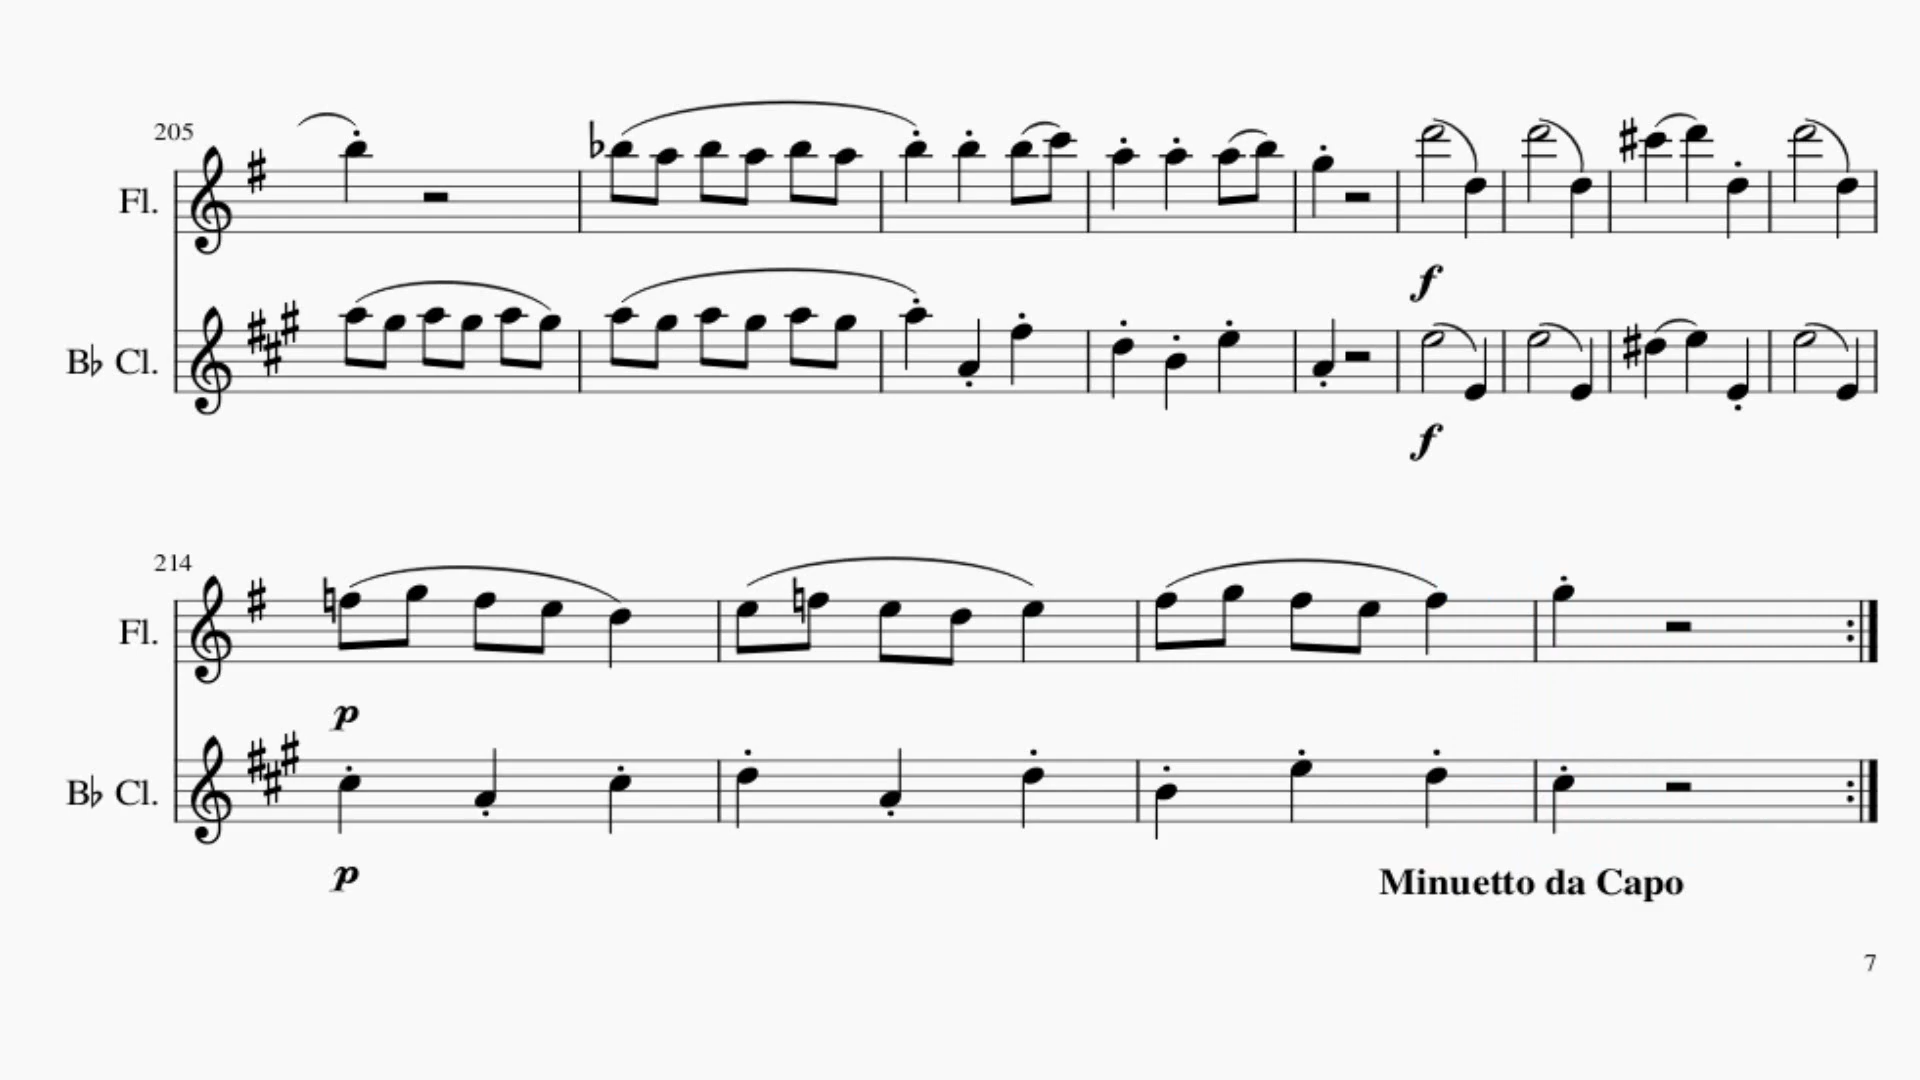 205
Fl.
f
B♭ Cl.
f
214
Fl.
p
B♭ Cl.
p
Minuetto da Capo
7